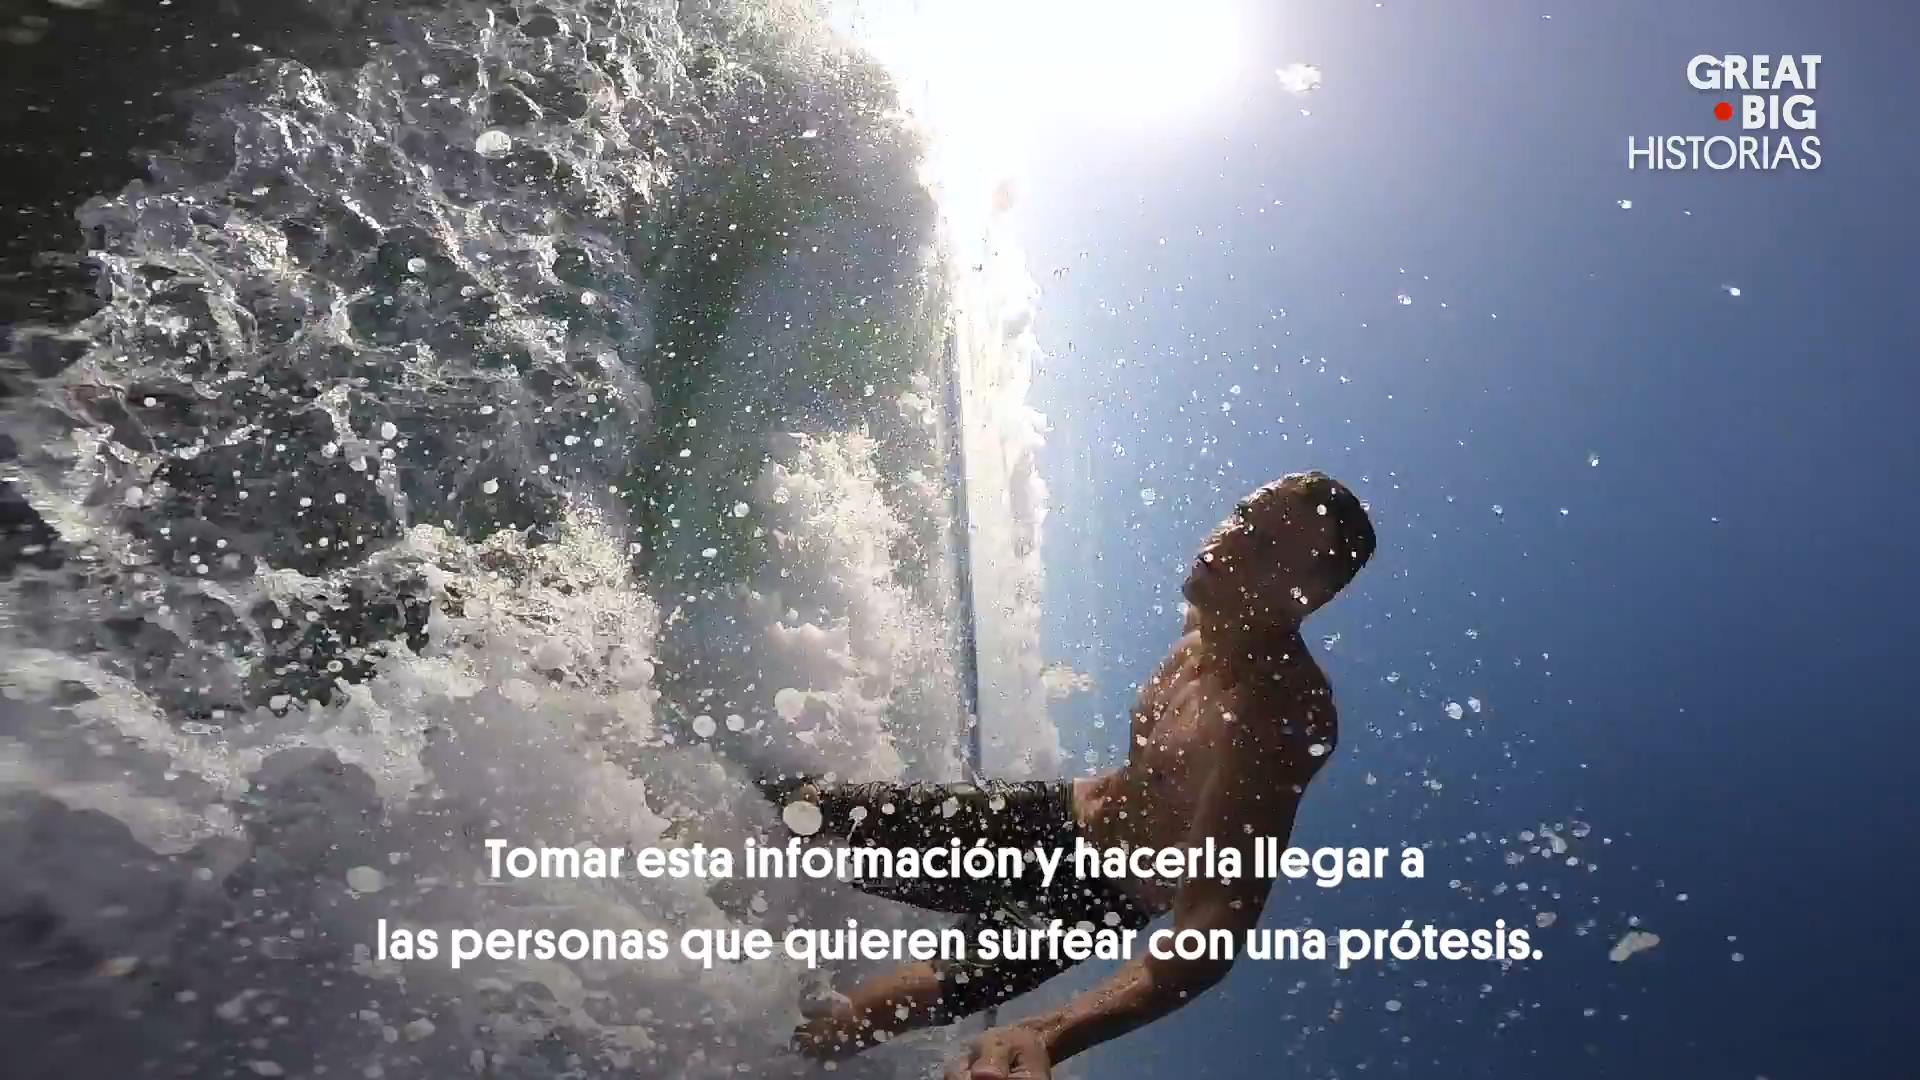 GREAT
BIG
HISTORIAS
Tomar esta información y hacerla llegar a
las personas que quieren surfear con una prótesis.